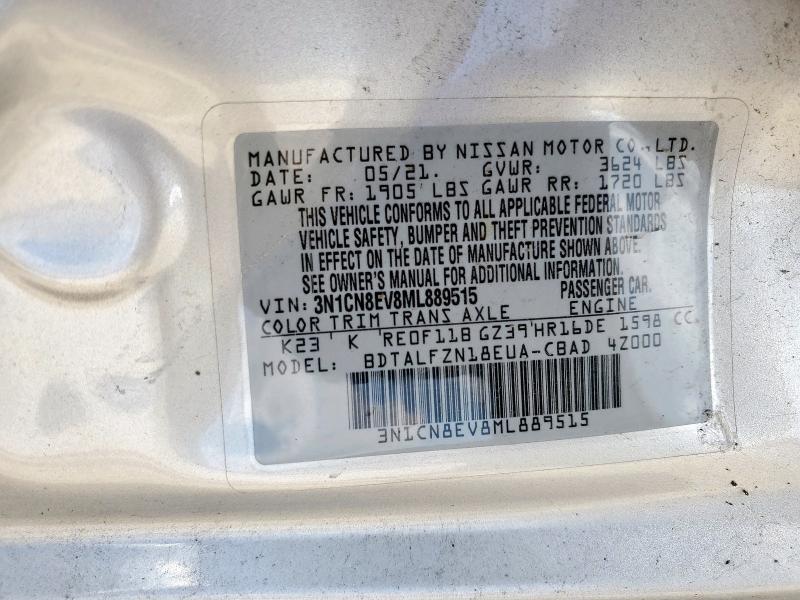 MANUFACTURED BY NISSAN MOTOR CO., LTD.
DATE: 05/21. GVWR: 3624 LBS
GAWR FR: 1905 LBS GAWR RR: 1720 LBS
THIS VEHICLE CONFORMS TO ALL APPLICABLE FEDERAL MOTOR
VEHICLE SAFETY, BUMPER AND THEFT PREVENTION STANDARDS
IN EFFECT ON THE DATE OF MANUFACTURE SHOWN ABOVE.
SEE OWNER'S MANUAL FOR ADDITIONAL INFORMATION.
VIN: 3N1CN8EV8ML889515 PASSENGER CAR.
COLOR TRIM TRANS AXLE ENGINE
K23 K RE0F11B GZ39 HR16DE 1598 CC
MODEL: BDTALFZN18EUA-CBAD 4Z000
3N1CN8EV8ML889515